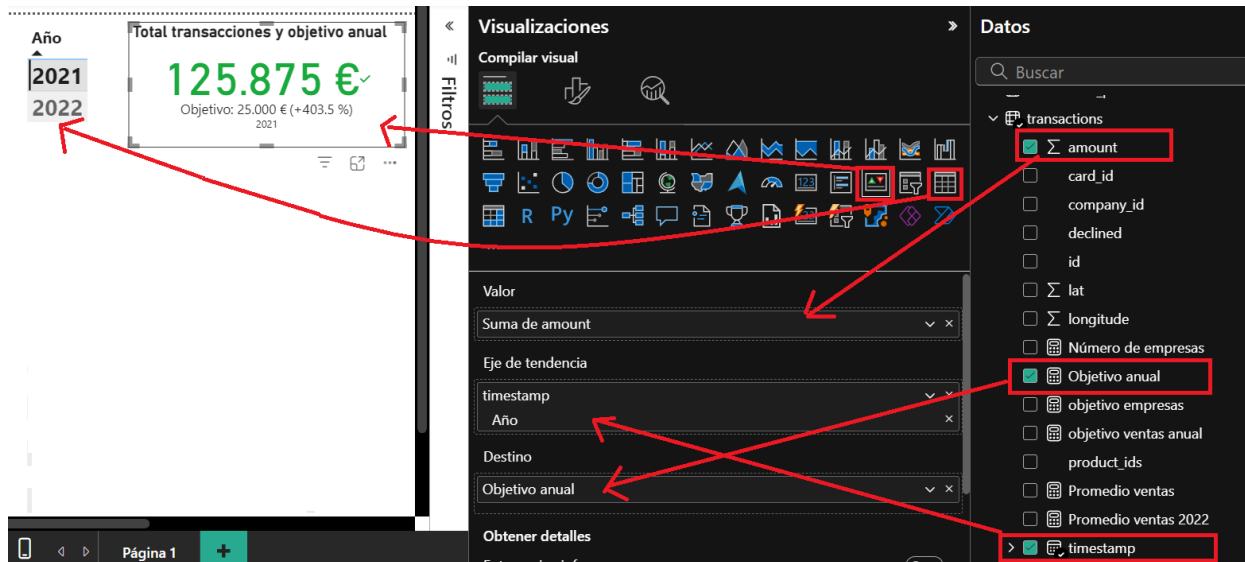 Año
2021
2022
Total transacciones y objetivo anual
125.875 €
Objetivo: 25.000 € (+403.5 %)
2021
Página 1
Filtros
Visualizaciones
Compilar visual
123
R
Py
123
...
Valor
Suma de amount
Eje de tendencia
timestamp
Año
Destino
Objetivo anual
Obtener detalles
Datos
Buscar
transactions
amount
card_id
company_id
declined
id
lat
longitude
Número de empresas
Objetivo anual
objetivo empresas
objetivo ventas anual
product_ids
Promedio ventas
Promedio ventas 2022
timestamp